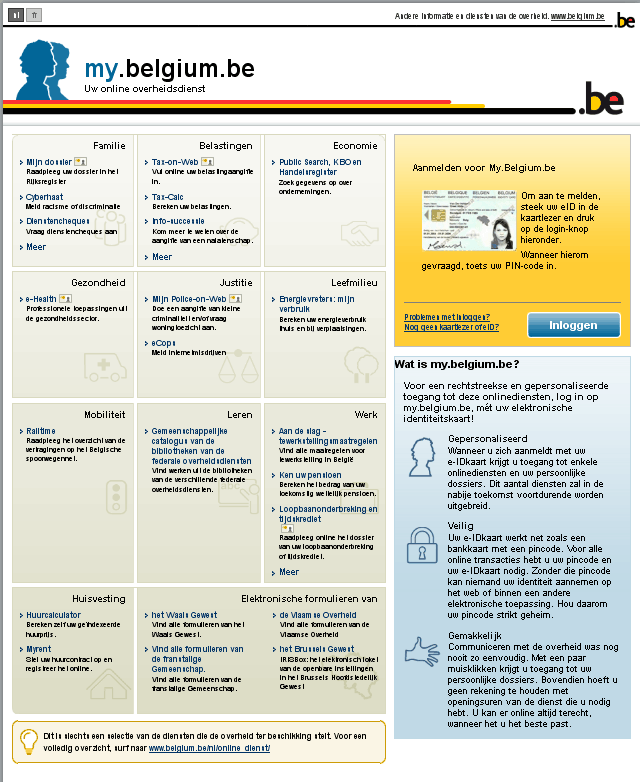 nl fr
Andere informatie en diensten van de overheid. www.belgium.be
.be
my.belgium.be
Uw online overheidsdienst
.be
Familie
Mijn dossier
Raadpleeg uw dossier in het
Rijksregister
Cyberhaat
Meld racisme of discriminatie
Dienstencheques
Vraag dienstencheques aan
Meer
Belastingen
Tax-on-Web
Vul online uw belastingaangifte
in.
Tax-Calc
Bereken uw belastingen.
Info-successie
Kom meer te weten over de
aangifte van een nalatenschap.
Meer
Economie
Public Search, KBO en
Handelsregister
Zoek gegevens op over
ondernemingen.
Gezondheid
e-Health
Professionele toepassingen uit
de gezondheidssector.
Justitie
Mijn Police-on-Web
Doe een aangifte van kleine
criminaliteit en/of vraag
woningtoezicht aan.
eCops
Meld internetmisdrijven
Leefmilieu
Energievreters: mijn
verbruik
Bereken uw energieverbruik
thuis en bij verplaatsingen.
Mobiliteit
Railtime
Raadpleeg het overzicht van de
vertragingen op het Belgische
spoorwegennet.
Leren
Gemeenschappelijke
catalogus van de
bibliotheken van de
federale overheidsdiensten
Vind werken uit de bibliotheken
van de verschillende federale
overheidsdiensten.
Werk
Aan de slag -
tewerkstellingsmaatregelen
Vind alle maatregelen voor
tewerkstelling in België
Ken uw pensioen
Bereken het bedrag van uw
toekomstig wettelijk pensioen.
Loopbaanonderbreking en
tijdskrediet
Raadpleeg online het dossier
van uw loopbaanonderbreking
of tijdskrediet.
Meer
Huisvesting
Huurcalculator
Bereken zelf uw geïndexeerde
huurprijs.
Myrent
Stel uw huurcontract op en
registreer het online.
Elektronische formulieren van
het Waals Gewest
Vind alle formulieren van het
Waals Gewest.
Vind alle formulieren van
de franstalige
Gemeenschap.
Vind alle formulieren van de
franstalige Gemeenschap.
de Vlaamse Overheid
Vind alle formulieren van de
Vlaamse Overheid
het Brussels Gewest
IRISBox: het elektronisch loket
van de openbare instellingen
in het Brussels Hoofdstedelijk
Gewest
Dit is slechts een selectie van de diensten die de overheid ter beschikking stelt. Voor een
volledig overzicht, surf naar www.belgium.be/nl/online_dienst/
Aanmelden voor My.Belgium.be
Om aan te melden,
steek uw eID in de
kaartlezer en druk
op de login-knop
hieronder.
Wanneer hierom
gevraagd, toets uw PIN-code in.
Problemen met inloggen?
Nog geen kaartlezer of eID?
Inloggen
Wat is my.belgium.be?
Voor een rechtstreekse en gepersonaliseerde
toegang tot deze onlinediensten, log in op
my.belgium.be, mét uw elektronische
identiteitskaart!
Gepersonaliseerd
Wanneer u zich aanmeldt met uw
e-IDkaart krijgt u toegang tot enkele
onlinediensten en uw persoonlijke
dossiers. Dit aantal diensten zal in de
nabije toekomst voortdurende worden
uitgebreid.
Veilig
Uw e-IDkaart werkt net zoals een
bankkaart met een pincode. Voor alle
online transacties hebt u uw pincode en
uw e-IDkaart nodig. Zonder die pincode
kan niemand uw identiteit aannemen op
het web of binnen een andere
elektronische toepassing. Hou daarom
uw pincode strikt geheim.
Gemakkelijk
Communiceren met de overheid was nog
nooit zo eenvoudig. Met een paar
muisklikken krijgt u toegang tot uw
persoonlijke dossiers. Bovendien hoeft u
geen rekening te houden met
openingsuren van de dienst die u nodig
hebt. U kan er online altijd terecht,
wanneer het u het beste past.